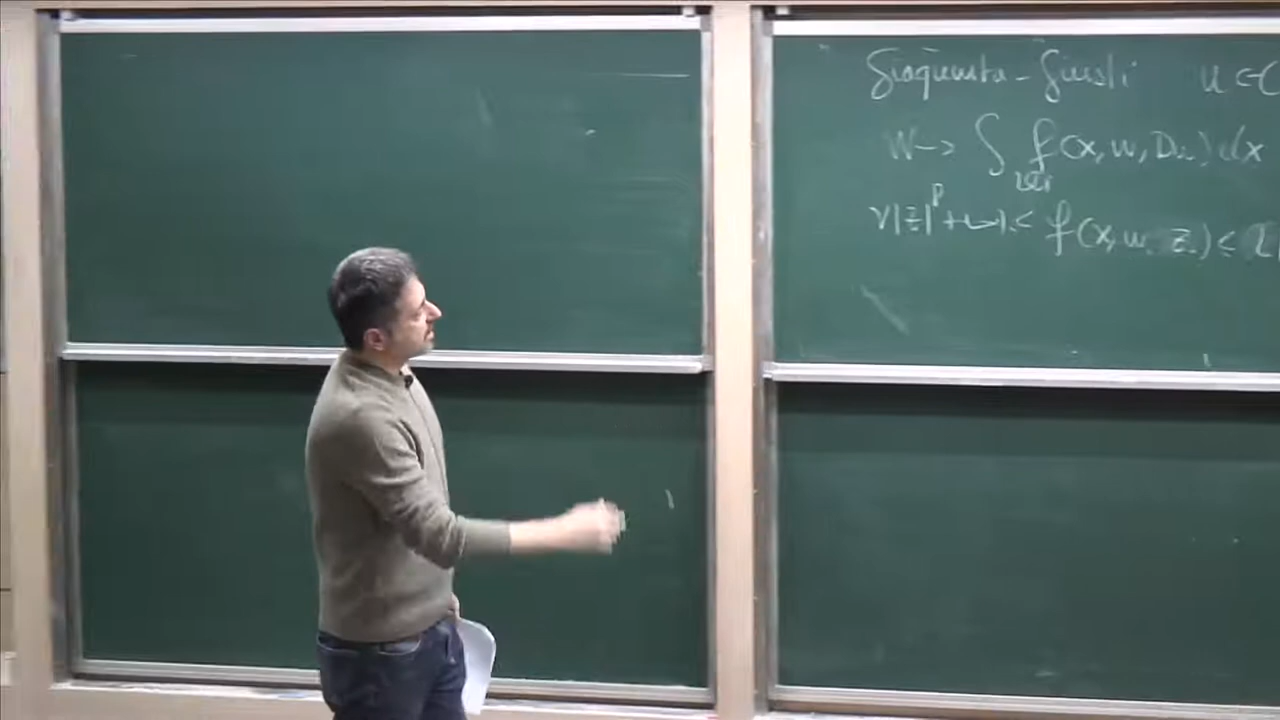 Giaquinta - Giusti u ∈ C
w → ∫ f(x, w, Dw) dx
ν|z|^p ≤ f(x, w, z) ≤